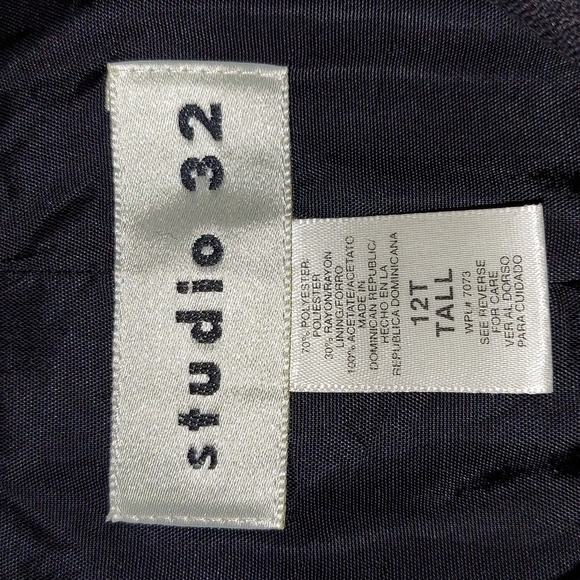 studio 32
70% POLYESTER
POLIESTER
30% RAYON/RAYON
LINING/FORRO
100% ACETATE/ACETATO
MADE IN
DOMINICAN REPUBLIC/
HECHO EN LA
REPUBLICA DOMINICANA
12T
TALL
WPL# 7073
SEE REVERSE
FOR CARE
VER AL DORSO
PARA CUIDADO